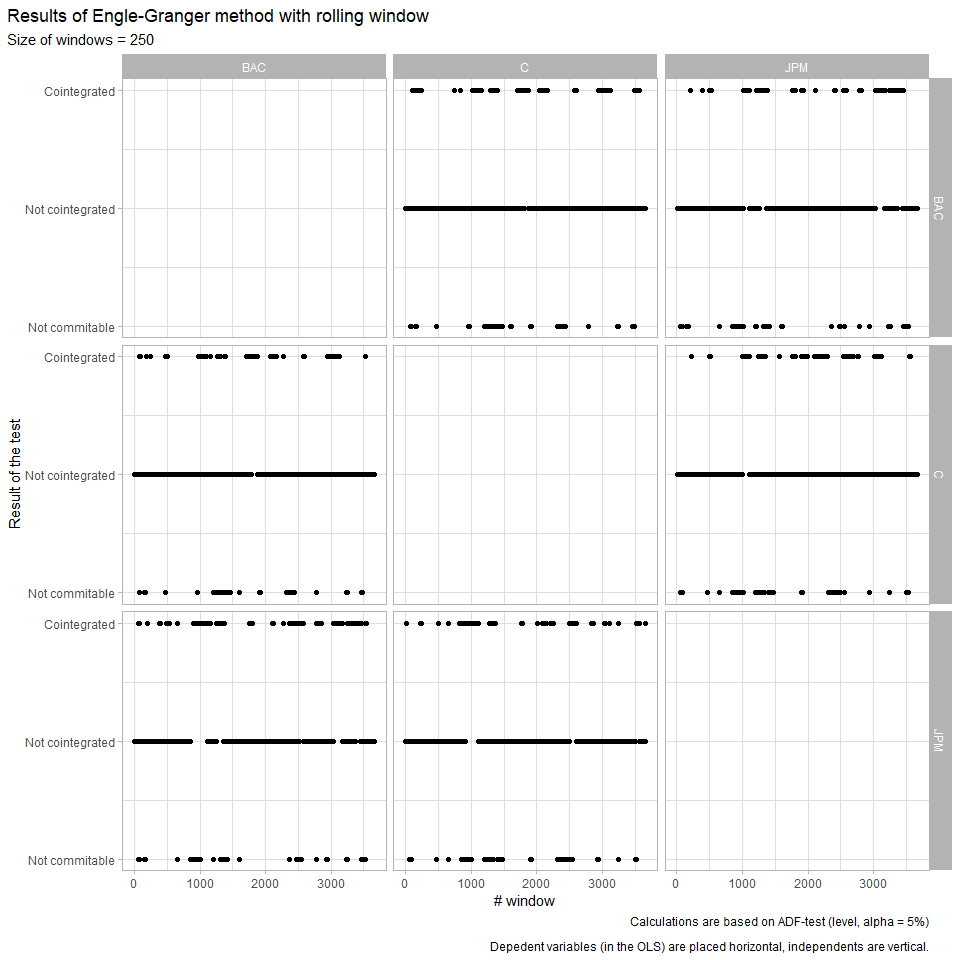 Results of Engle-Granger method with rolling window
Size of windows = 250
BAC C JPM
Cointegrated
Not cointegrated
Not commitable
BAC
Cointegrated
Not cointegrated
Not commitable
C
Cointegrated
Not cointegrated
Not commitable
JPM
Result of the test
0 1000 2000 3000 0 1000 2000 3000 0 1000 2000 3000
# window
Calculations are based on ADF-test (level, alpha = 5%)
Depedent variables (in the OLS) are placed horizontal, independents are vertical.